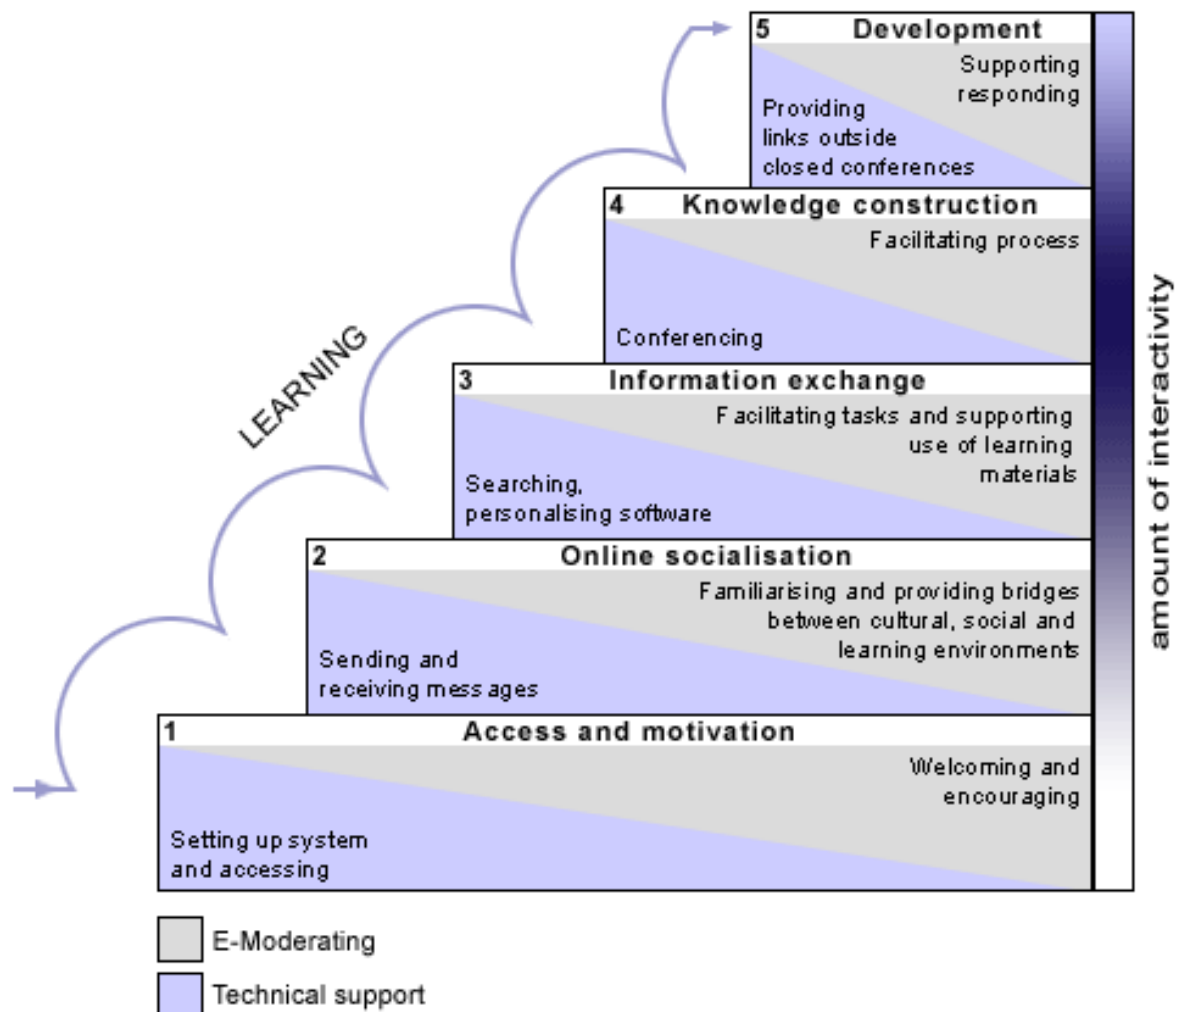 5 Development
Supporting
responding
Providing
links outside
closed conferences
4 Knowledge construction
Facilitating process
Conferencing
3 Information exchange
Facilitating tasks and supporting
use of learning
materials
Searching,
personalising software
2 Online socialisation
Familiarising and providing bridges
between cultural, social and
learning environments
Sending and
receiving messages
1 Access and motivation
Welcoming and
encouraging
Setting up system
and accessing
LEARNING
amount of interactivity
E-Moderating
Technical support